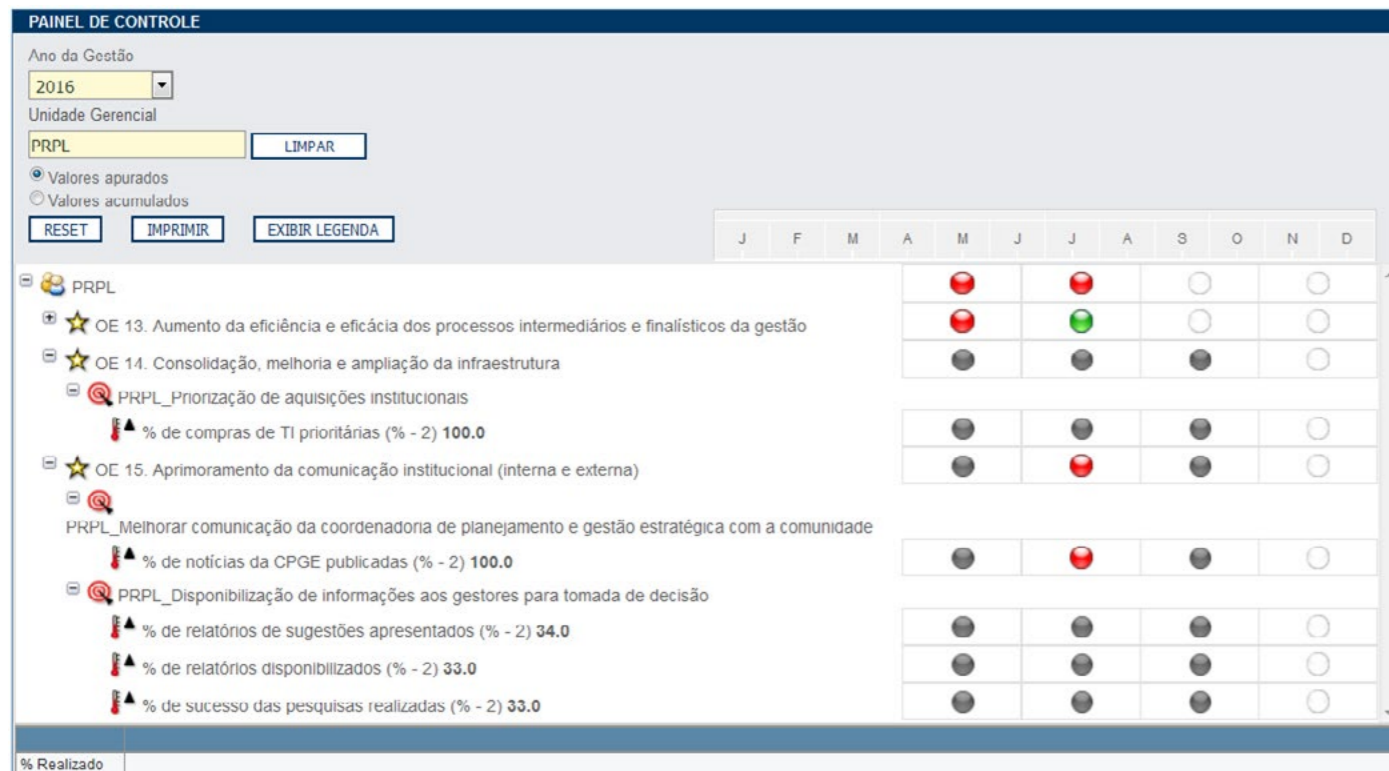 PAINEL DE CONTROLE
Ano da Gestão
2016
Unidade Gerencial
PRPL LIMPAR
Valores apurados
Valores acumulados
RESET IMPRIMIR EXIBIR LEGENDA
J F M A M J J A S O N D
PRPL
OE 13. Aumento da eficiência e eficácia dos processos intermediários e finalísticos da gestão
OE 14. Consolidação, melhoria e ampliação da infraestrutura
PRPL_Priorização de aquisições institucionais
% de compras de TI prioritárias (% - 2) 100.0
OE 15. Aprimoramento da comunicação institucional (interna e externa)
PRPL_Melhorar comunicação da coordenadoria de planejamento e gestão estratégica com a comunidade
% de notícias da CPGE publicadas (% - 2) 100.0
PRPL_Disponibilização de informações aos gestores para tomada de decisão
% de relatórios de sugestões apresentados (% - 2) 34.0
% de relatórios disponibilizados (% - 2) 33.0
% de sucesso das pesquisas realizadas (% - 2) 33.0
% Realizado